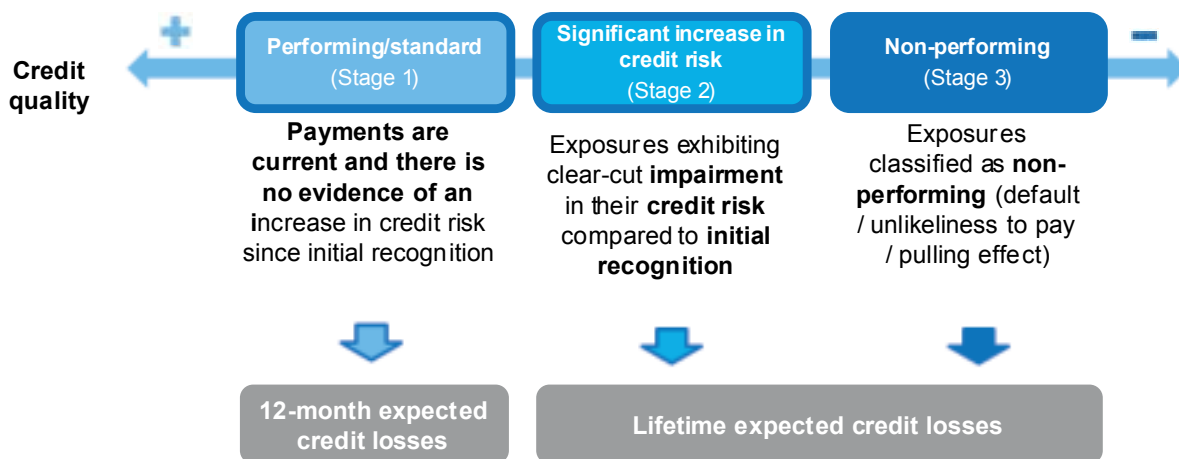 +
−
Credit
quality
Performing/standard
(Stage 1)
Significant increase in
credit risk
(Stage 2)
Non-performing
(Stage 3)
Payments are
current and there is
no evidence of an
increase in credit risk
since initial recognition
Exposures exhibiting
clear-cut impairment
in their credit risk
compared to initial
recognition
Exposures
classified as non-
performing (default
/ unlikeliness to pay
/ pulling effect)
12-month expected
credit losses
Lifetime expected credit losses